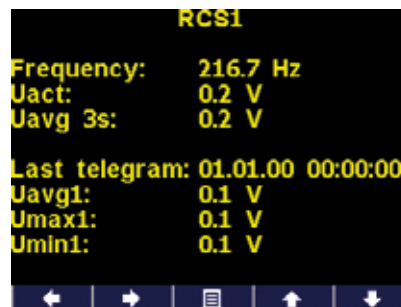 RCS1
Frequency: 216.7 Hz
Uact: 0.2 V
Uavg 3s: 0.2 V
Last telegram: 01.01.00 00:00:00
Uavg1: 0.1 V
Umax1: 0.1 V
Umin1: 0.1 V